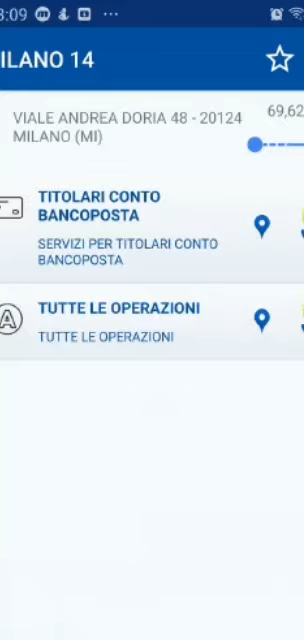 3:09
ILANO 14
VIALE ANDREA DORIA 48 - 20124
MILANO (MI)
69,62
TITOLARI CONTO
BANCOPOSTA
SERVIZI PER TITOLARI CONTO
BANCOPOSTA
A
TUTTE LE OPERAZIONI
TUTTE LE OPERAZIONI